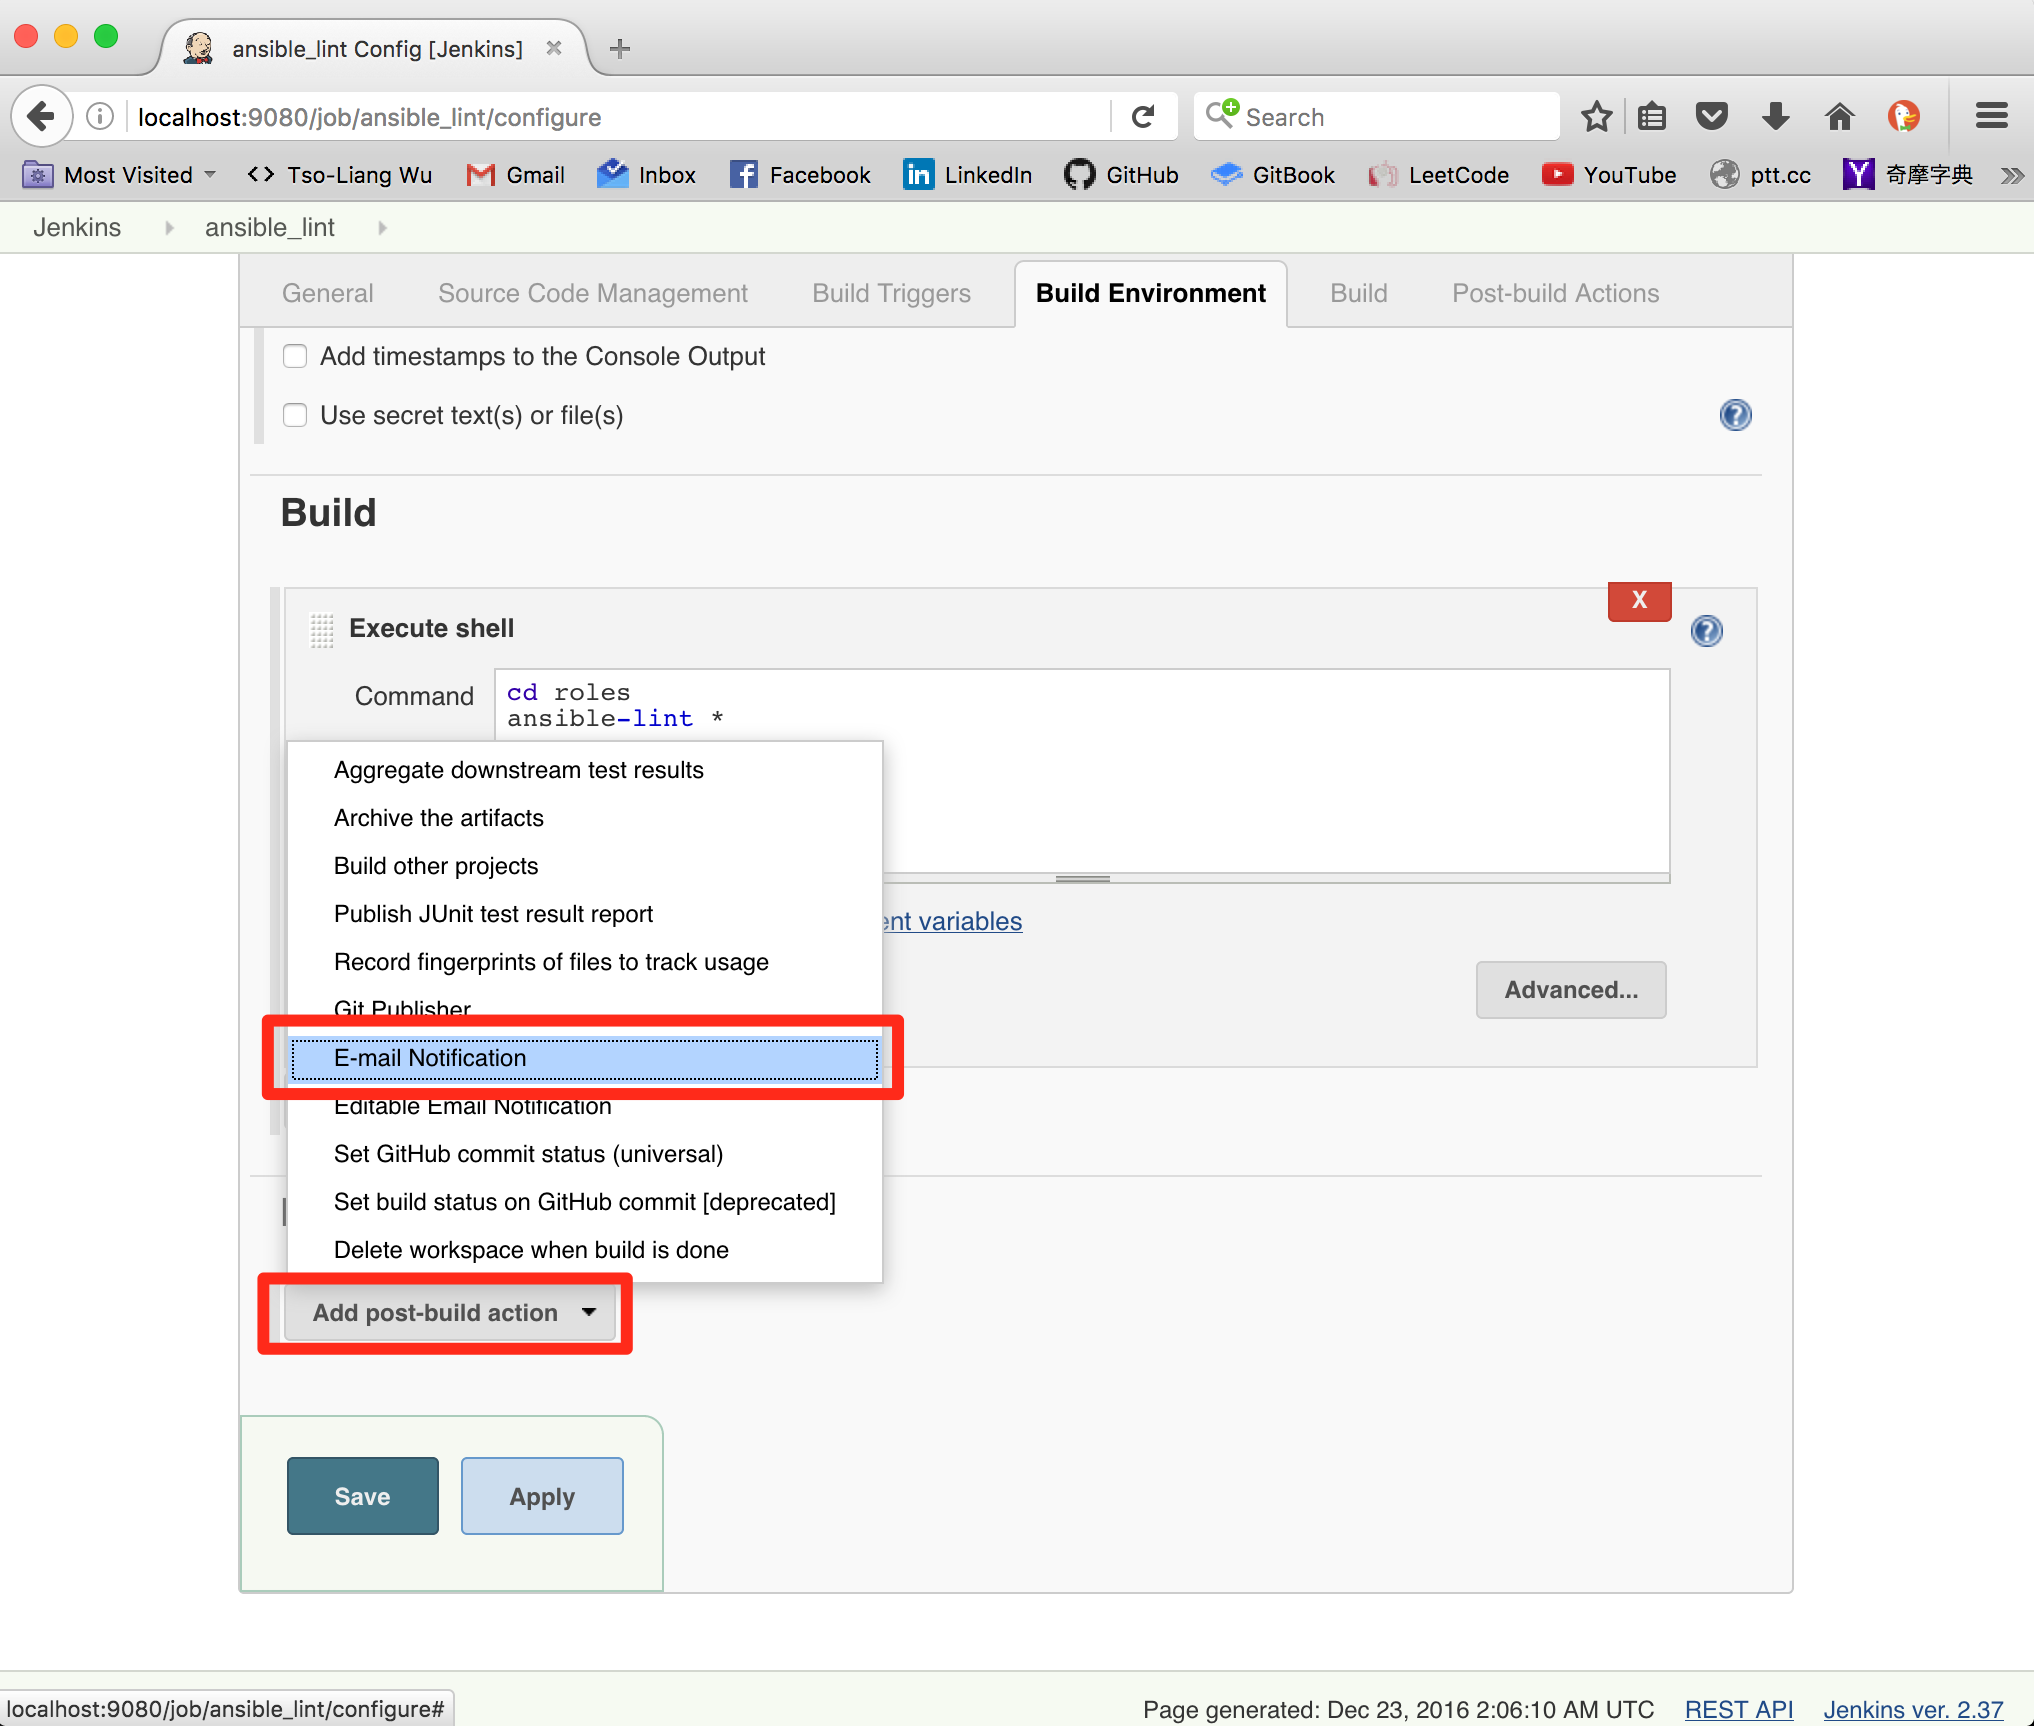 ansible_lint Config [Jenkins]
localhost:9080/job/ansible_lint/configure
Search
Most Visited
Tso-Liang Wu
Gmail
Inbox
Facebook
LinkedIn
GitHub
GitBook
LeetCode
YouTube
ptt.cc
奇摩字典
Jenkins
ansible_lint
General
Source Code Management
Build Triggers
Build Environment
Build
Post-build Actions
Add timestamps to the Console Output
Use secret text(s) or file(s)
Build
X
Execute shell
Command
cd roles
ansible-lint *
Aggregate downstream test results
Archive the artifacts
Build other projects
Publish JUnit test result report
ent variables
Record fingerprints of files to track usage
Advanced...
Git Publisher
E-mail Notification
Editable Email Notification
Set GitHub commit status (universal)
Set build status on GitHub commit [deprecated]
Delete workspace when build is done
Add post-build action
Save
Apply
localhost:9080/job/ansible_lint/configure#
Page generated: Dec 23, 2016 2:06:10 AM UTC
REST API
Jenkins ver. 2.37